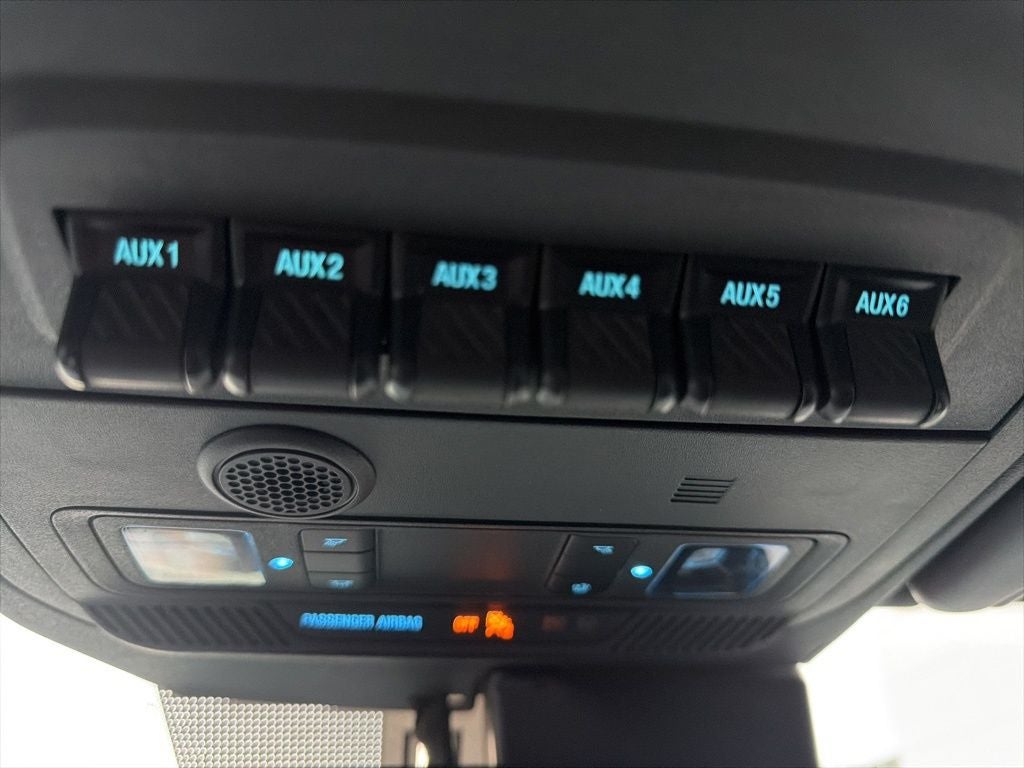 AUX1 AUX2 AUX3 AUX4 AUX5 AUX6
PASSENGER AIRBAG OFF